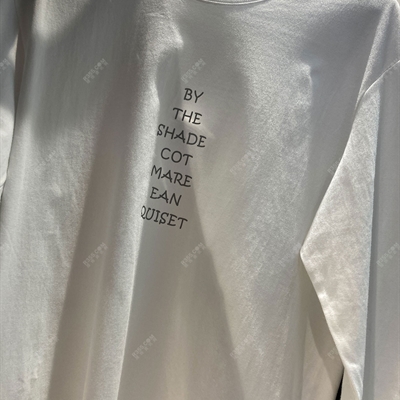 BY
THE
SHADE
COT
MARE
EAN
QUISET